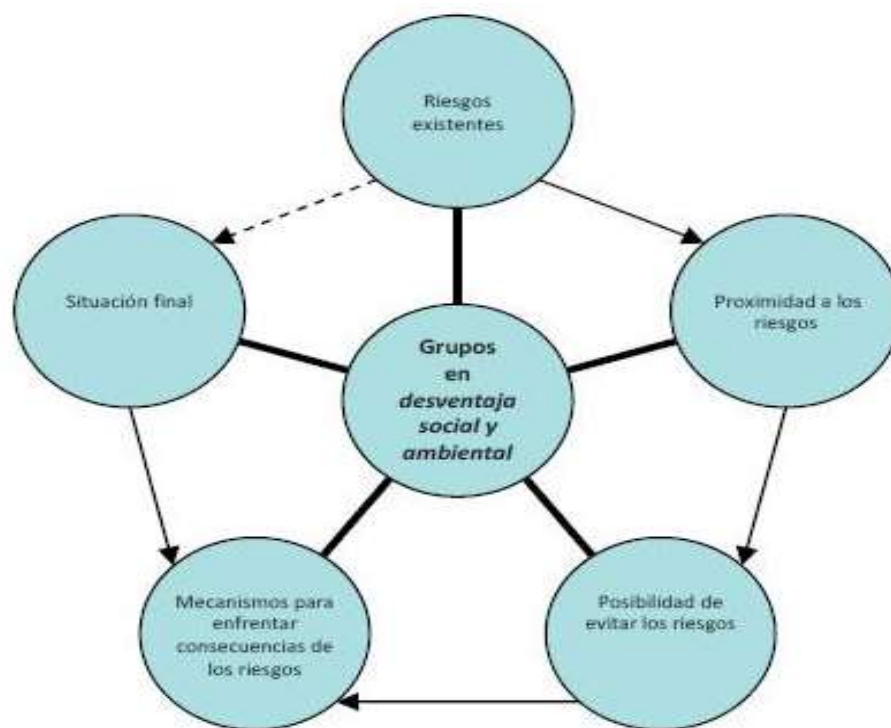 Riesgos
existentes
Situación final
Proximidad a los
riesgos
Grupos
en
desventaja
social y
ambiental
Mecanismos para
enfrentar
consecuencias de
los riesgos
Posibilidad de
evitar los riesgos